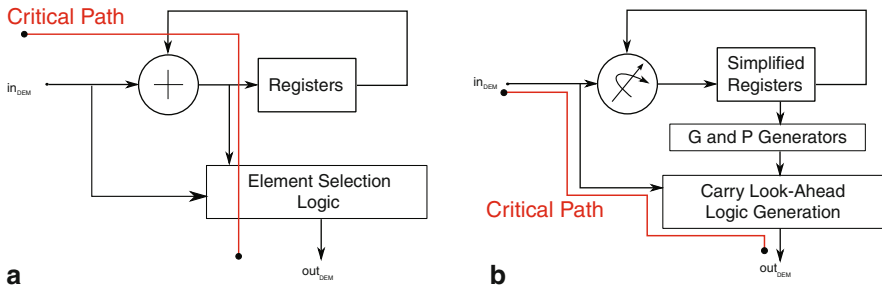 Critical Path
in_DEM
+
Registers
Element Selection
Logic
out_DEM
a
in_DEM
Simplified
Registers
G and P Generators
Carry Look-Ahead
Logic Generation
Critical Path
out_DEM
b